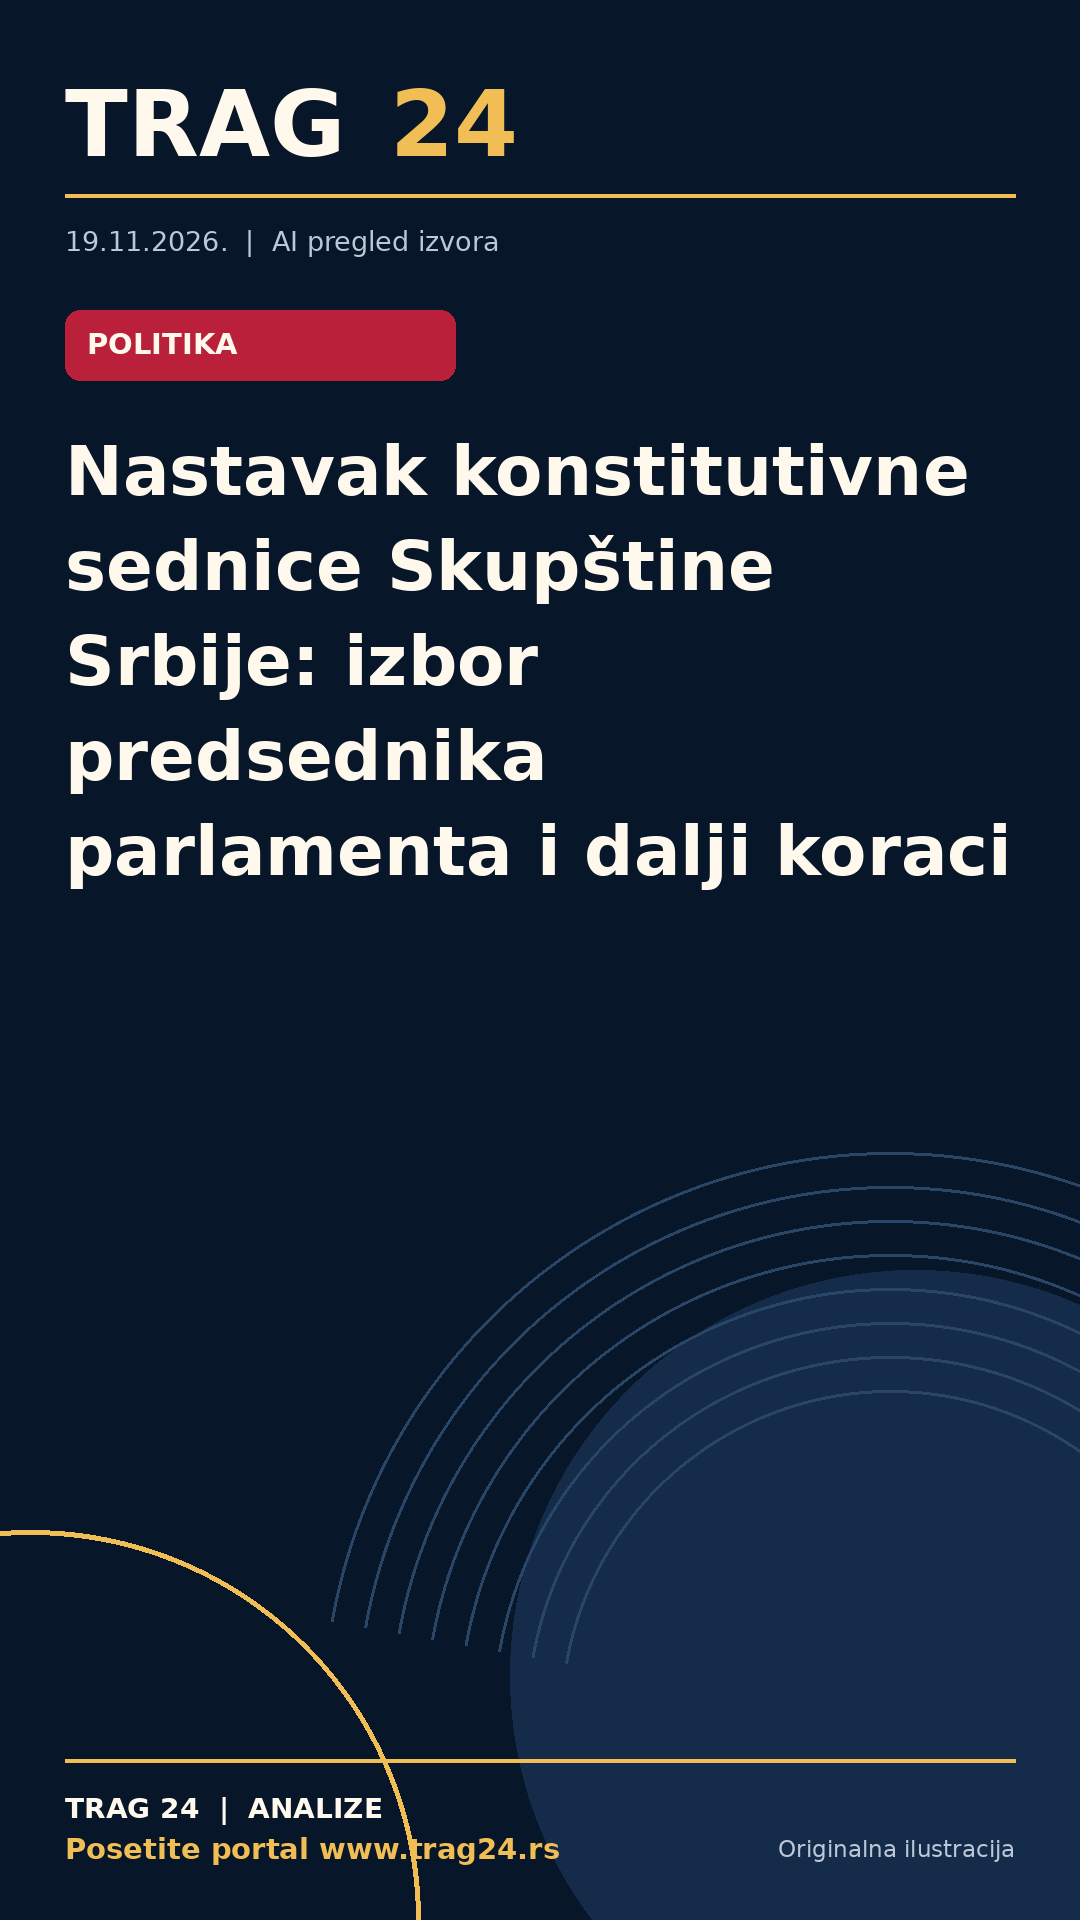 TRAG 24
19.11.2026. | AI pregled izvora
POLITIKA
Nastavak konstitutivne
sednice Skupštine
Srbije: izbor
predsednika
parlamenta i dalji koraci
TRAG 24 | ANALIZE
Posetite portal www.trag24.rs
Originalna ilustracija